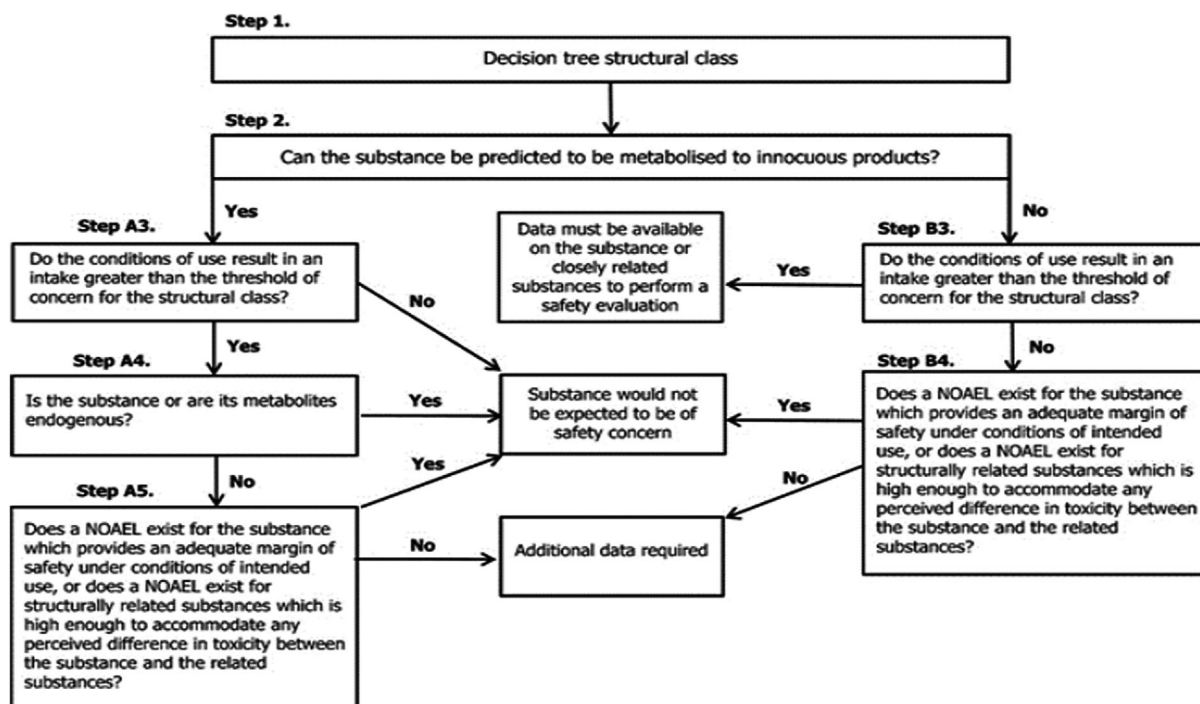 Step 1.
Decision tree structural class
Step 2.
Can the substance be predicted to be metabolised to innocuous products?
Yes
No
Step A3.
Do the conditions of use result in an
intake greater than the threshold of
concern for the structural class?
Data must be available
on the substance or
closely related
substances to perform a
safety evaluation
Yes
Step B3.
Do the conditions of use result in an
intake greater than the threshold of
concern for the structural class?
No
Yes
No
Step A4.
Is the substance or are its metabolites
endogenous?
Yes
Substance would not
be expected to be of
safety concern
Yes
Step B4.
Does a NOAEL exist for the substance
which provides an adequate margin of
safety under conditions of intended
use, or does a NOAEL exist for
structurally related substances which is
high enough to accommodate any
perceived difference in toxicity between
the substance and the related
substances?
No
Yes
No
Step A5.
Does a NOAEL exist for the substance
which provides an adequate margin of
safety under conditions of intended
use, or does a NOAEL exist for
structurally related substances which is
high enough to accommodate any
perceived difference in toxicity between
the substance and the related
substances?
No
Additional data required